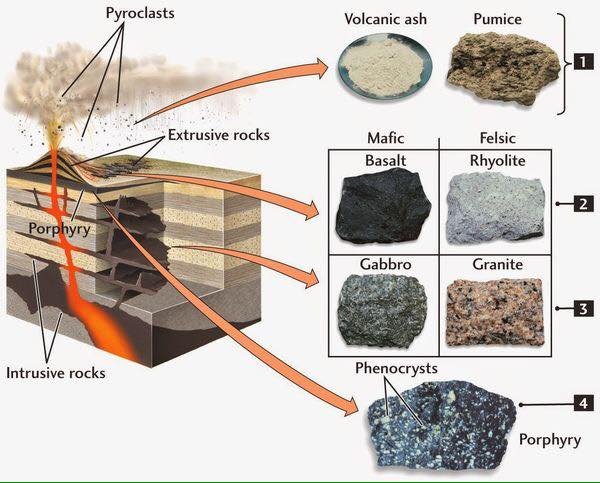 Pyroclasts
Volcanic ash
Pumice
1
Extrusive rocks
Mafic
Felsic
Basalt
Rhyolite
2
Porphyry
Gabbro
Granite
3
Intrusive rocks
Phenocrysts
4
Porphyry